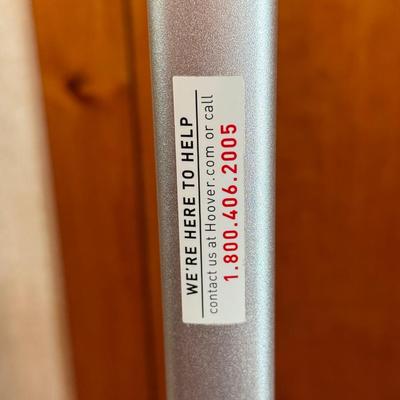 WE'RE HERE TO HELP
contact us at Hoover.com or call
1.800.406.2005